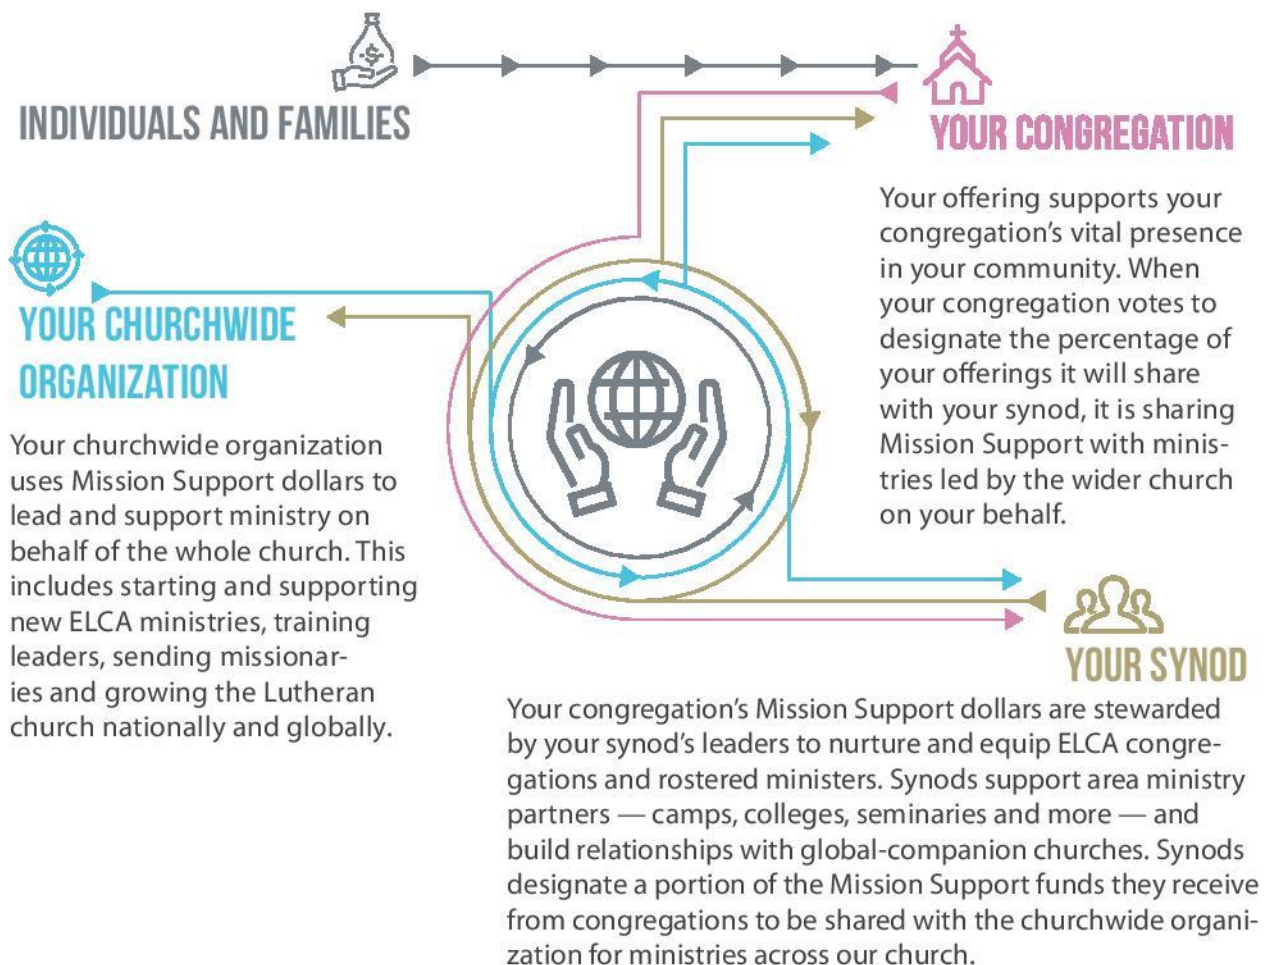 $
INDIVIDUALS AND FAMILIES
YOUR CONGREGATION
Your offering supports your
congregation’s vital presence
in your community. When
your congregation votes to
designate the percentage of
your offerings it will share
with your synod, it is sharing
Mission Support with minis-
tries led by the wider church
on your behalf.
YOUR CHURCHWIDE
ORGANIZATION
Your churchwide organization
uses Mission Support dollars to
lead and support ministry on
behalf of the whole church. This
includes starting and supporting
new ELCA ministries, training
leaders, sending missionar-
ies and growing the Lutheran
church nationally and globally.
YOUR SYNOD
Your congregation’s Mission Support dollars are stewarded
by your synod’s leaders to nurture and equip ELCA congre-
gations and rostered ministers. Synods support area ministry
partners — camps, colleges, seminaries and more — and
build relationships with global-companion churches. Synods
designate a portion of the Mission Support funds they receive
from congregations to be shared with the churchwide organi-
zation for ministries across our church.